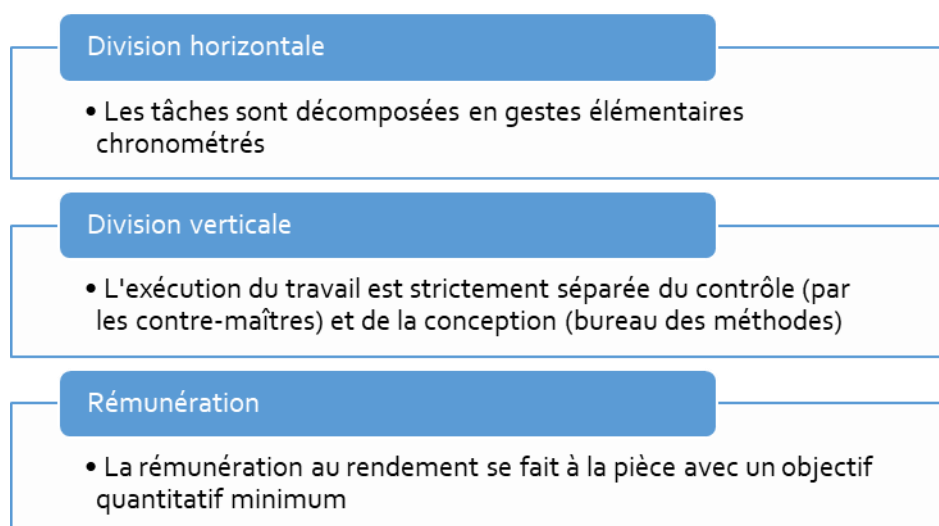 Division horizontale
• Les tâches sont décomposées en gestes élémentaires
chronométrés
Division verticale
• L'exécution du travail est strictement séparée du contrôle (par
les contre-maîtres) et de la conception (bureau des méthodes)
Rémunération
• La rémunération au rendement se fait à la pièce avec un objectif
quantitatif minimum